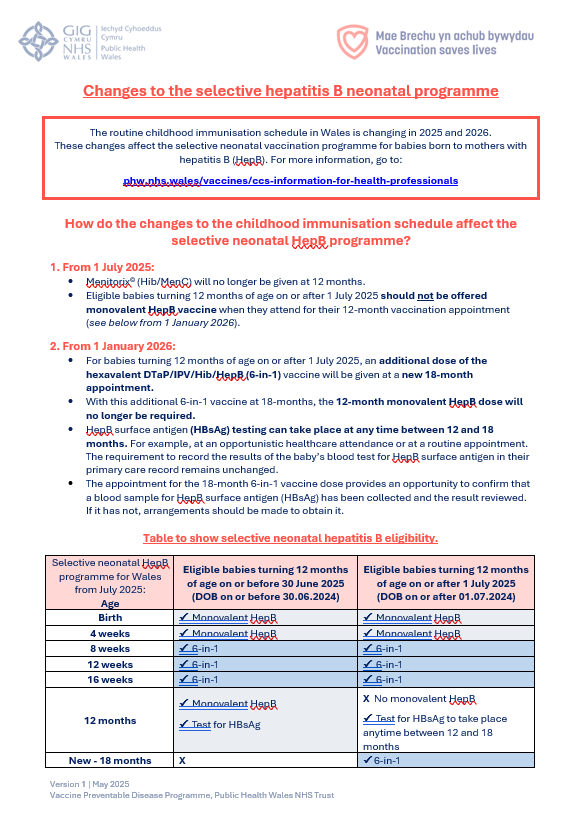 GIG
CYMRU
NHS
WALES
Iechyd Cyhoeddus
Cymru
Public Health
Wales
Mae Brechu yn achub bywydau
Vaccination saves lives
Changes to the selective hepatitis B neonatal programme
The routine childhood immunisation schedule in Wales is changing in 2025 and 2026.
These changes affect the selective neonatal vaccination programme for babies born to mothers with
hepatitis B (HepB). For more information, go to:
phw.nhs.wales/vaccines/ccs-information-for-health-professionals
How do the changes to the childhood immunisation schedule affect the
selective neonatal HepB programme?
1. From 1 July 2025:
• Menitorix® (Hib/MenC) will no longer be given at 12 months.
• Eligible babies turning 12 months of age on or after 1 July 2025 should not be offered
monovalent HepB vaccine when they attend for their 12-month vaccination appointment
(see below from 1 January 2026).
2. From 1 January 2026:
• For babies turning 12 months of age on or after 1 July 2025, an additional dose of the
hexavalent DTaP/IPV/Hib/HepB (6-in-1) vaccine will be given at a new 18-month
appointment.
• With this additional 6-in-1 vaccine at 18-months, the 12-month monovalent HepB dose will
no longer be required.
• HepB surface antigen (HBsAg) testing can take place at any time between 12 and 18
months. For example, at an opportunistic healthcare attendance or at a routine appointment.
The requirement to record the results of the baby's blood test for HepB surface antigen in their
primary care record remains unchanged.
• The appointment for the 18-month 6-in-1 vaccine dose provides an opportunity to confirm that
a blood sample for HepB surface antigen (HBsAg) has been collected and the result reviewed.
If it has not, arrangements should be made to obtain it.
Table to show selective neonatal hepatitis B eligibility.
Selective neonatal HepB
programme for Wales
from July 2025:
Age
Eligible babies turning 12 months
of age on or before 30 June 2025
(DOB on or before 30.06.2024)
Eligible babies turning 12 months
of age on or after 1 July 2025
(DOB on or after 01.07.2024)
Birth ✓ Monovalent HepB ✓ Monovalent HepB
4 weeks ✓ Monovalent HepB ✓ Monovalent HepB
8 weeks ✓ 6-in-1 ✓ 6-in-1
12 weeks ✓ 6-in-1 ✓ 6-in-1
16 weeks ✓ 6-in-1 ✓ 6-in-1
12 months
✓ Monovalent HepB
✓ Test for HBsAg
X No monovalent HepB
✓ Test for HBsAg to take place
anytime between 12 and 18
months
New - 18 months X ✓ 6-in-1
Version 1 | May 2025
Vaccine Preventable Disease Programme, Public Health Wales NHS Trust